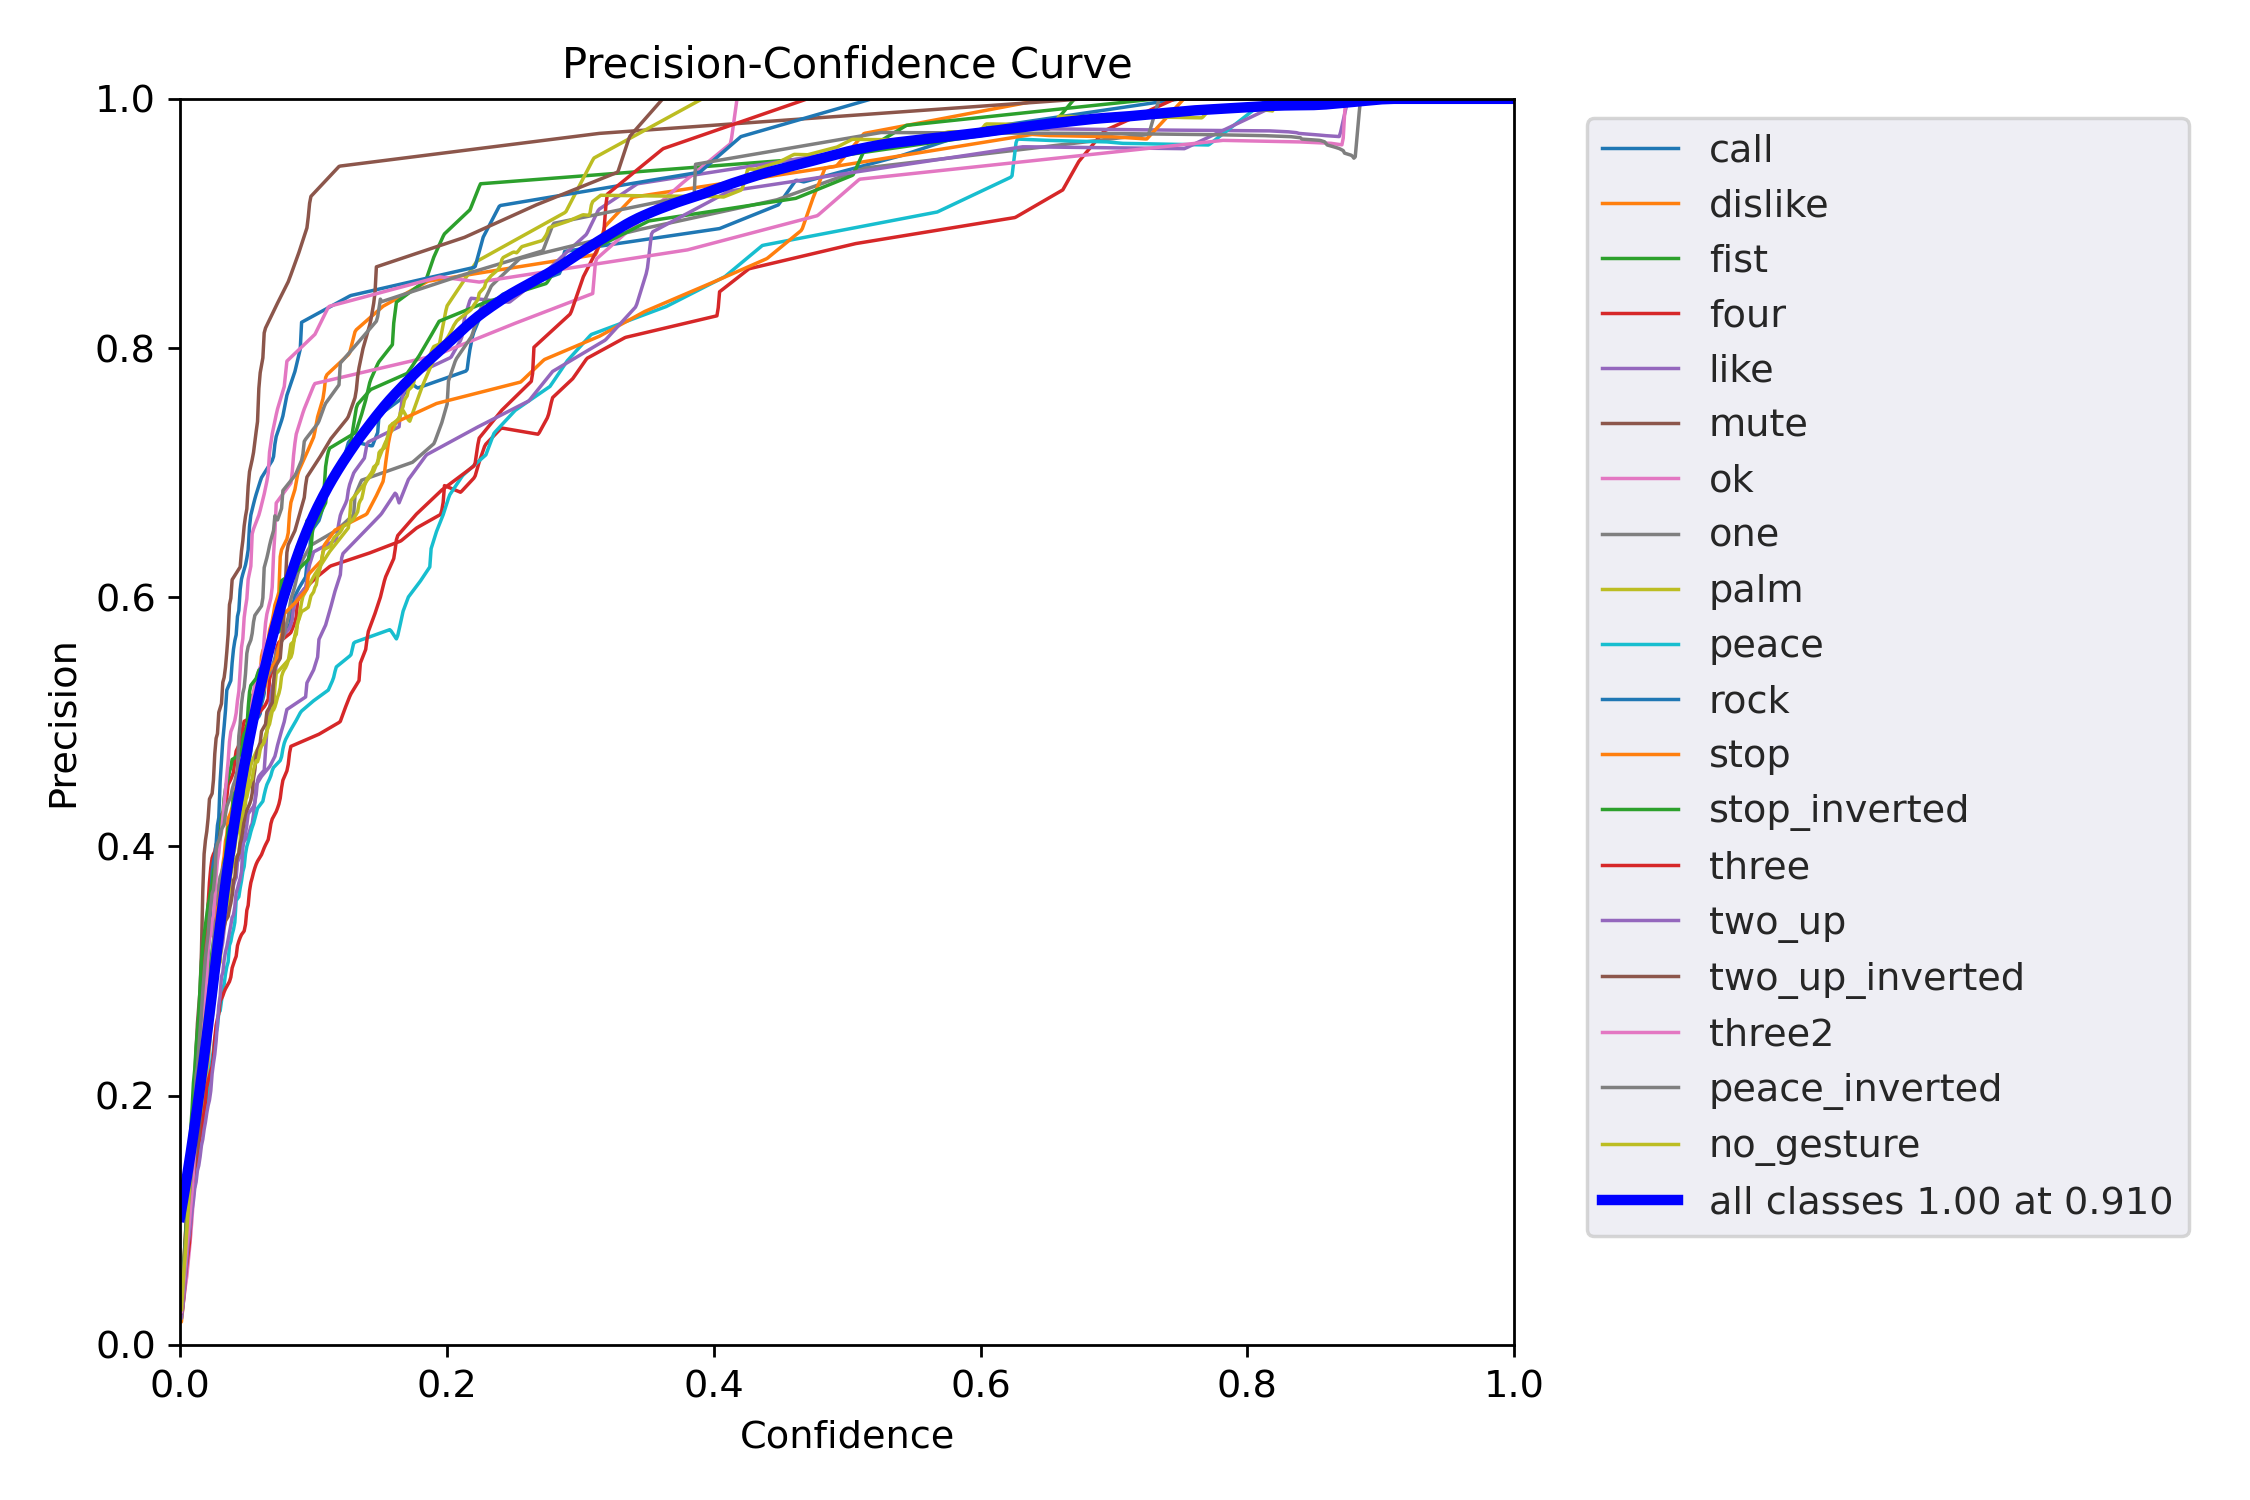 Precision-Confidence Curve
1.0
0.8
0.6
0.4
0.2
0.0
Precision
0.0 0.2 0.4 0.6 0.8 1.0
Confidence
call
dislike
fist
four
like
mute
ok
one
palm
peace
rock
stop
stop_inverted
three
two_up
two_up_inverted
three2
peace_inverted
no_gesture
all classes 1.00 at 0.910